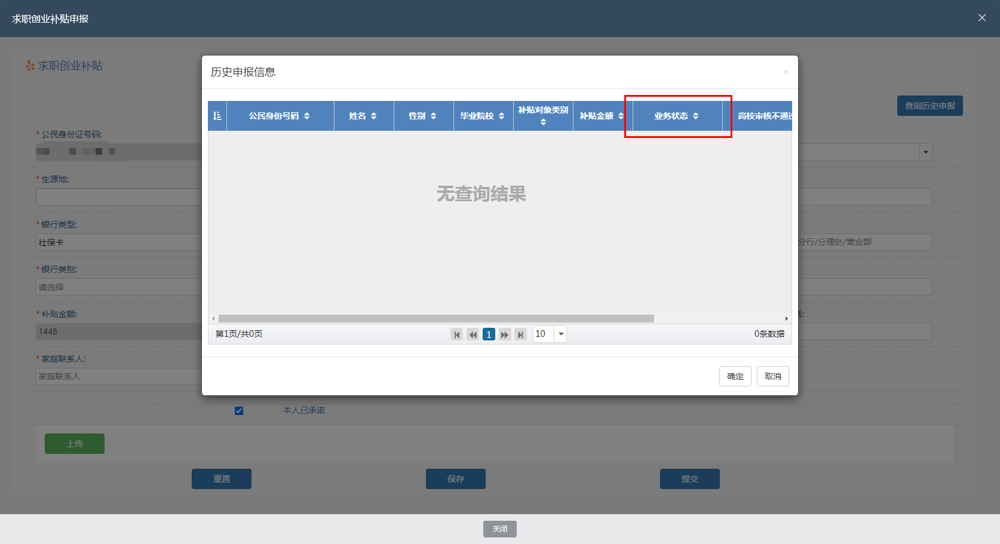 求职创业补贴申报
求职创业补贴
历史申报信息
查询历史申报
公民身份号码 姓名 性别 毕业院校 补贴对象类别 补贴金额 业务状态 高校审核不通过
* 公民身份证号码:
无查询结果
* 生源地:
* 银行类型:
社保卡
分行/分理处/营业部
* 银行类别:
请选择
* 补贴金额:
1448
第1页/共0页 1 10 0条数据
* 家庭联系人:
家庭联系人
确定 取消
本人已承诺
上传
重置 保存 提交
关闭